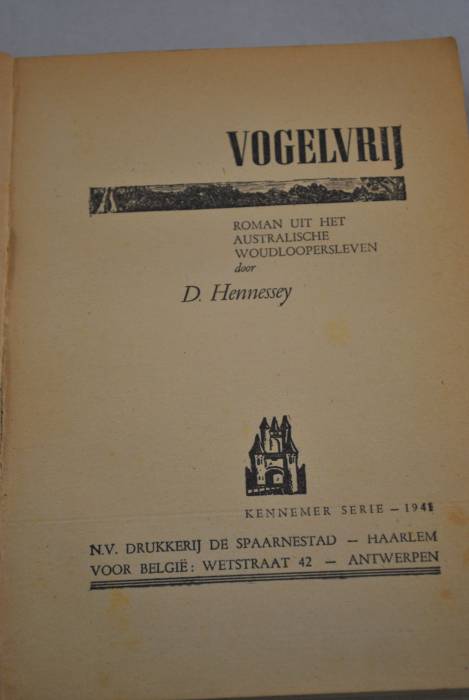 VOGELVRIJ
ROMAN UIT HET
AUSTRALISCHE
WOUDLOOPERSLEVEN
door
D. Hennessey
KENNEMER SERIE — 1941
N.V. DRUKKERIJ DE SPAARNESTAD — HAARLEM
VOOR BELGIË: WETSTRAAT 42 — ANTWERPEN